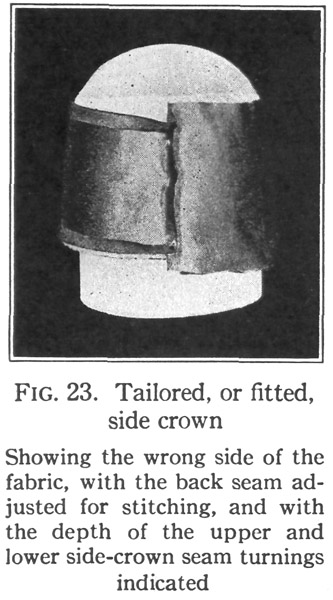 FIG. 23. Tailored, or fitted,
side crown
Showing the wrong side of the
fabric, with the back seam ad-
justed for stitching, and with
the depth of the upper and
lower side-crown seam turnings
indicated